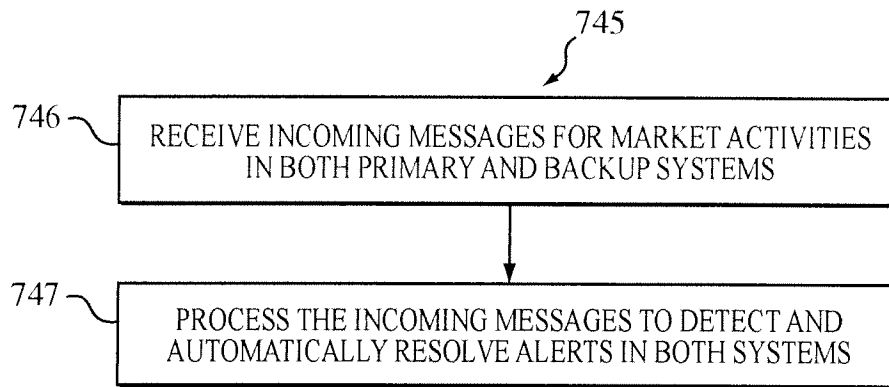 745
746
RECEIVE INCOMING MESSAGES FOR MARKET ACTIVITIES
IN BOTH PRIMARY AND BACKUP SYSTEMS
747
PROCESS THE INCOMING MESSAGES TO DETECT AND
AUTOMATICALLY RESOLVE ALERTS IN BOTH SYSTEMS